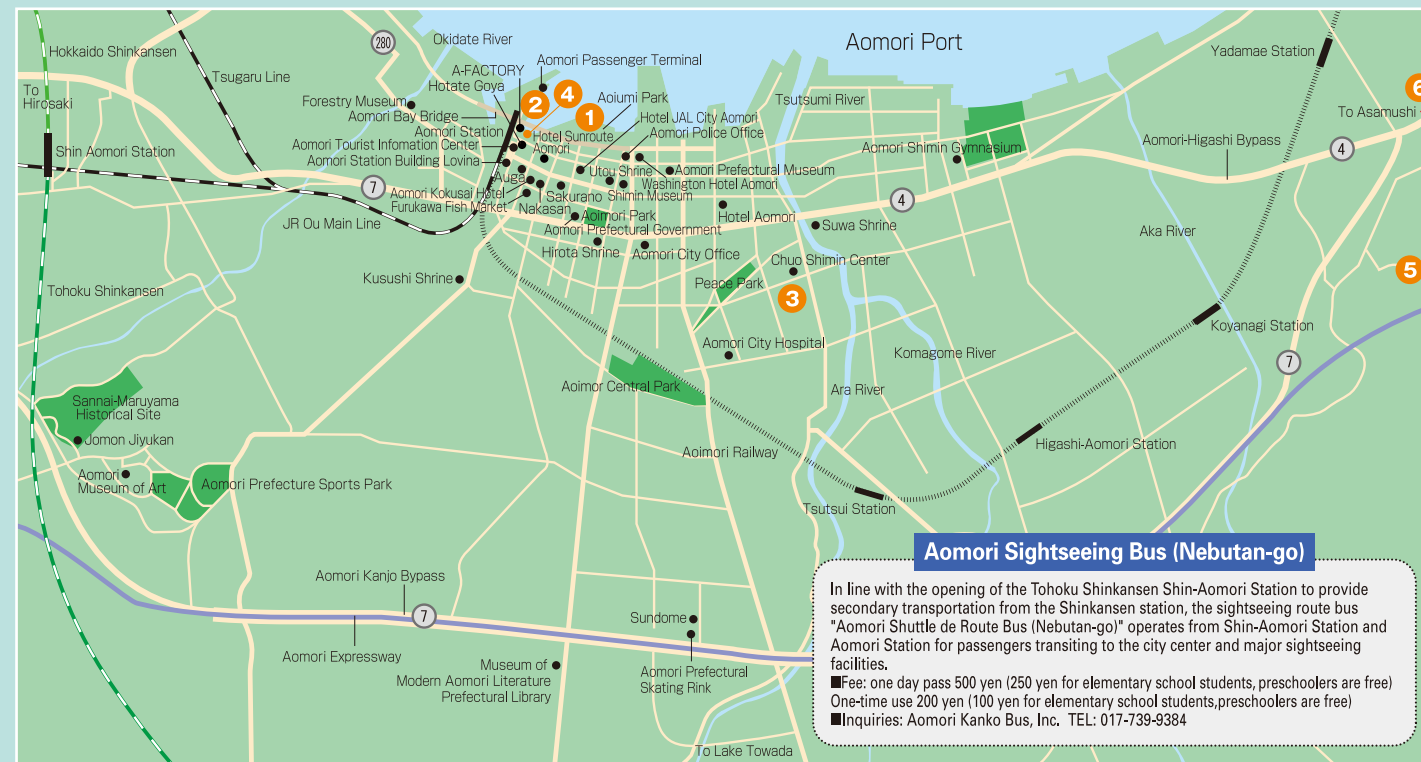 Hokkaido Shinkansen
280
Okidate River
Aomori Port
Yadamae Station
Tsugaru Line
A-FACTORY
Aomori Passenger Terminal
Hotate Goya
To
Hirosaki
Forestry Museum
Aomori Bay Bridge
2
4
1
Aoiumi Park
Tsutsumi River
6
To Asamushi
Hotel JAL City Aomori
Aomori Police Office
Aomori Station
Hotel Sunroute
Aomori
Aomori Tourist Infomation Center
Aomori Station Building Lovina
Shin Aomori Station
Aomori Shimin Gymnasium
Aomori-Higashi Bypass
4
Auga
Utou Shrine
Aomori Prefectural Museum
Washington Hotel Aomori
7
Aomori Kokusai Hotel
Furukawa Fish Market
Nakasan
Sakurano
Shimin Museum
4
JR Ou Main Line
Aoimori Park
Hotel Aomori
Aomori Prefectural Government
Suwa Shrine
Aka River
Hirota Shrine
Aomori City Office
Chuo Shimin Center
5
Kusushi Shrine
Peace Park
3
Tohoku Shinkansen
Koyanagi Station
Aomori City Hospital
Komagome River
7
Aoimor Central Park
Ara River
Sannai-Maruyama
Historical Site
Jomon Jiyukan
Higashi-Aomori Station
Aoimori Railway
Aomori
Museum of Art
Aomori Prefecture Sports Park
Tsutsui Station
Aomori Kanjo Bypass
7
Sundome
Aomori Expressway
Museum of
Modern Aomori Literature
Prefectural Library
Aomori Prefectural
Skating Rink
To Lake Towada
Aomori Sightseeing Bus (Nebutan-go)
In line with the opening of the Tohoku Shinkansen Shin-Aomori Station to provide
secondary transportation from the Shinkansen station, the sightseeing route bus
"Aomori Shuttle de Route Bus (Nebutan-go)" operates from Shin-Aomori Station and
Aomori Station for passengers transiting to the city center and major sightseeing
facilities.
■Fee: one day pass 500 yen (250 yen for elementary school students, preschoolers are free)
One-time use 200 yen (100 yen for elementary school students,preschoolers are free)
■Inquiries: Aomori Kanko Bus, Inc. TEL: 017-739-9384